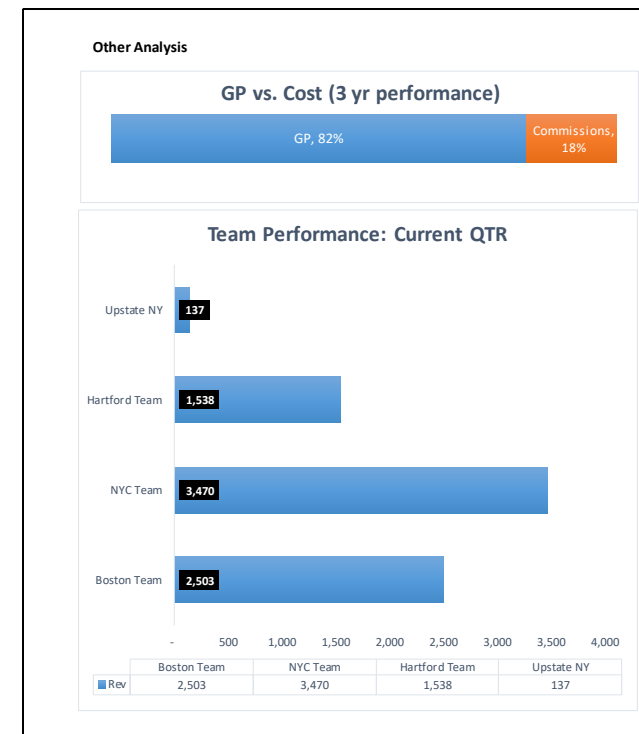 Other Analysis
GP vs. Cost (3 yr performance)
GP, 82%
Commissions,
18%
Team Performance: Current QTR
Upstate NY
137
Hartford Team
1,538
NYC Team
3,470
Boston Team
2,503
- 500 1,000 1,500 2,000 2,500 3,000 3,500 4,000
Boston Team NYC Team Hartford Team Upstate NY
Rev 2,503 3,470 1,538 137